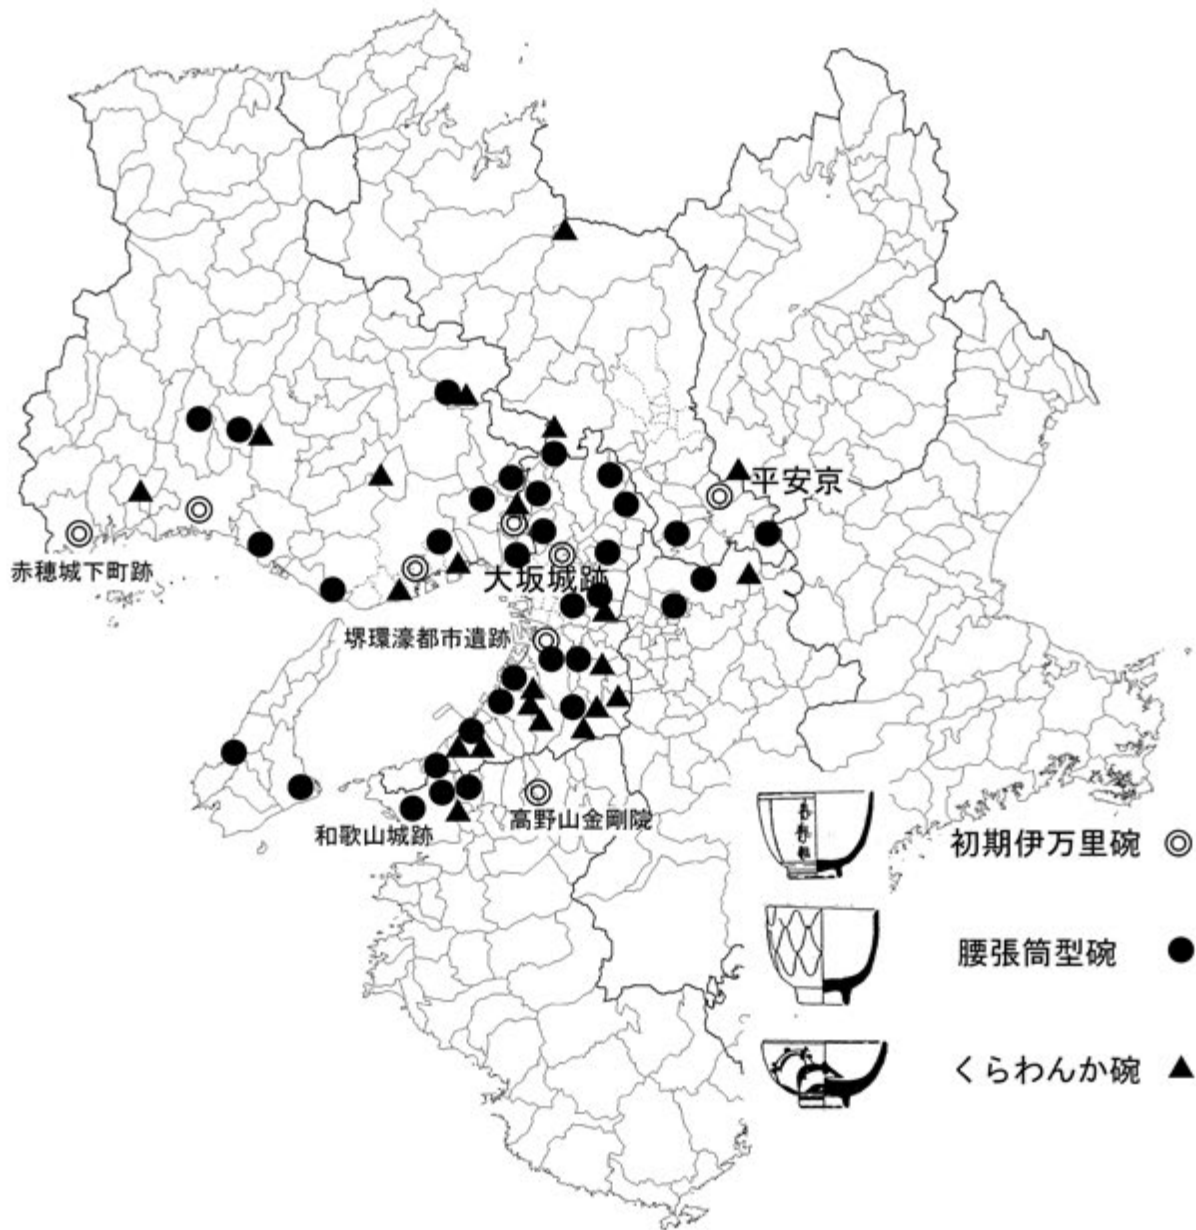 平安京
赤穂城下町跡
大坂城跡
堺環濠都市遺跡
高野山金剛院
和歌山城跡
初期伊万里碗
腰張筒型碗
くらわんか碗